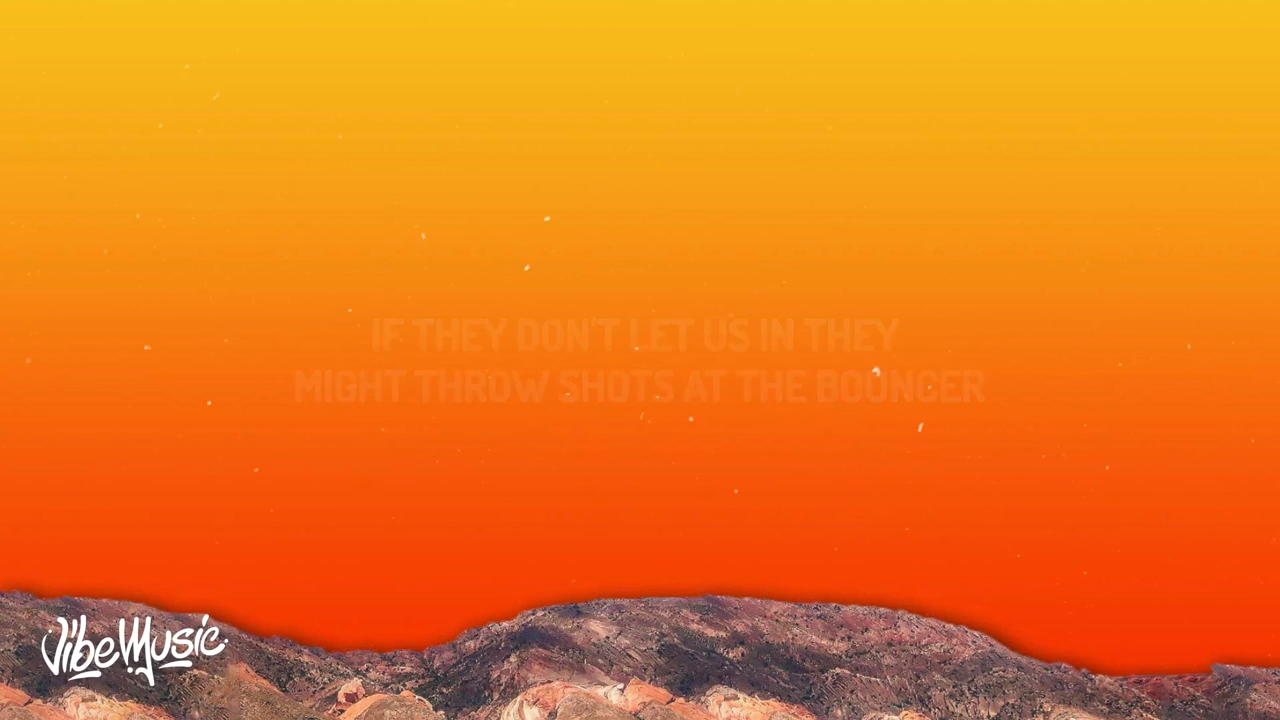 IF THEY DON'T LET US IN THEY
MIGHT THROW SHOTS AT THE BOUNCER
VibeMusic